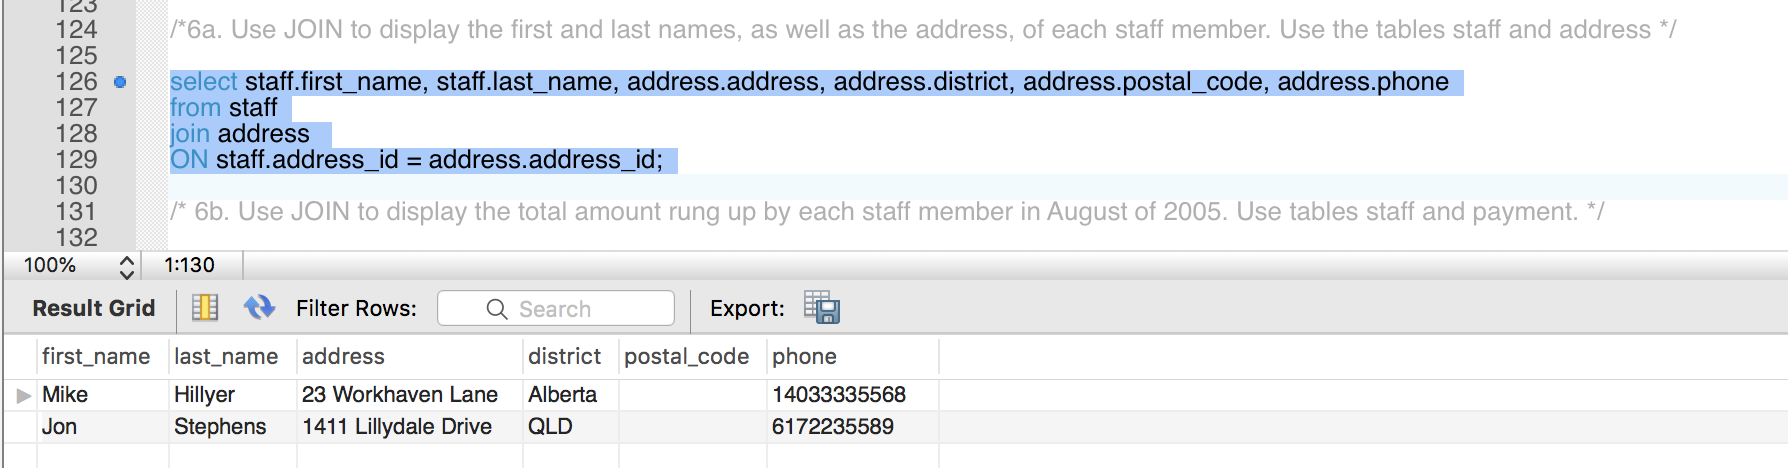 123
124 /*6a. Use JOIN to display the first and last names, as well as the address, of each staff member. Use the tables staff and address */
125
126 select staff.first_name, staff.last_name, address.address, address.district, address.postal_code, address.phone
127 from staff
128 join address
129 ON staff.address_id = address.address_id;
130
131 /* 6b. Use JOIN to display the total amount rung up by each staff member in August of 2005. Use tables staff and payment. */
132
100% 1:130
Result Grid Filter Rows: Search Export:
first_name last_name address district postal_code phone
Mike Hillyer 23 Workhaven Lane Alberta 14033335568
Jon Stephens 1411 Lillydale Drive QLD 6172235589